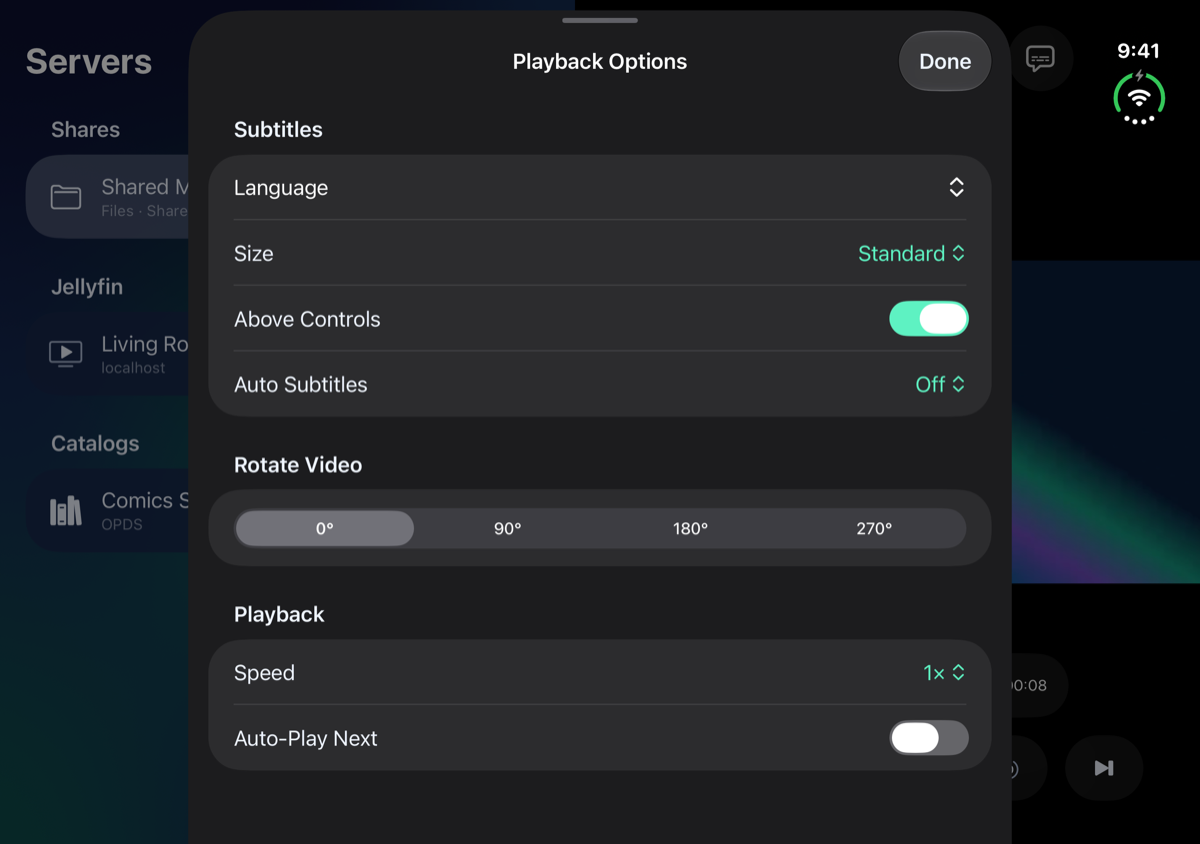 Servers
Shares
Shared M
Files · Share
Jellyfin
Living Ro
localhost
Catalogs
Comics S
OPDS
Playback Options
Done
Subtitles
Language
Size
Standard
Above Controls
Auto Subtitles
Off
Rotate Video
0°
90°
180°
270°
Playback
Speed
1×
Auto-Play Next
9:41
0:08